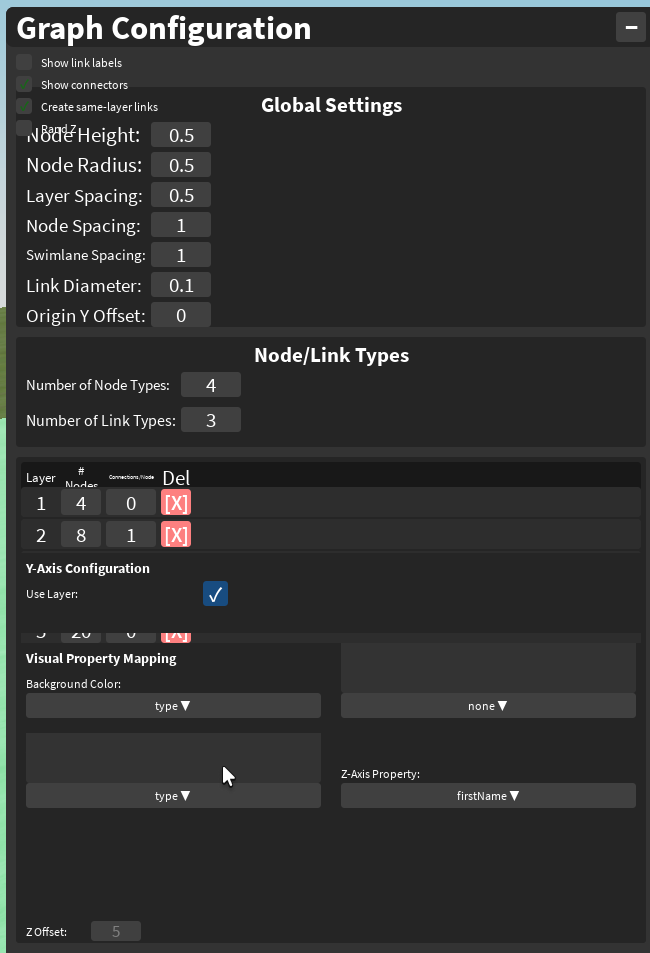 Graph Configuration
Show link labels
Show connectors
Create same-layer links
Rand Z
Global Settings
Node Height: 0.5
Node Radius: 0.5
Layer Spacing: 0.5
Node Spacing: 1
Swimlane Spacing: 1
Link Diameter: 0.1
Origin Y Offset: 0
Node/Link Types
Number of Node Types: 4
Number of Link Types: 3
Layer # Nodes Connections/Node Del
1 4 0 [X]
2 8 1 [X]
Y-Axis Configuration
Use Layer: ✓
20 0 [X]
Visual Property Mapping
Background Color:
type ▼ none ▼
Z-Axis Property:
type ▼ firstName ▼
Z Offset: 5